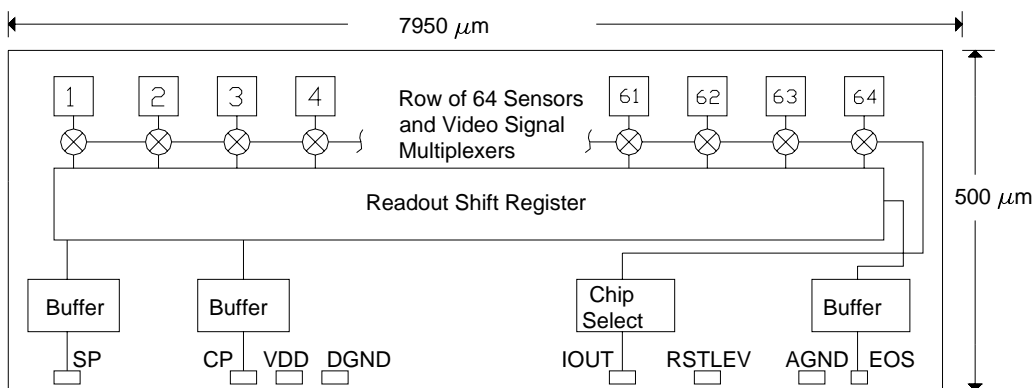 7950 μm
1 2 3 4 61 62 63 64
Row of 64 Sensors
and Video Signal
Multiplexers
Readout Shift Register
500 μm
Buffer Buffer Chip Buffer
Select
SP CP VDD DGND IOUT RSTLEV AGND EOS